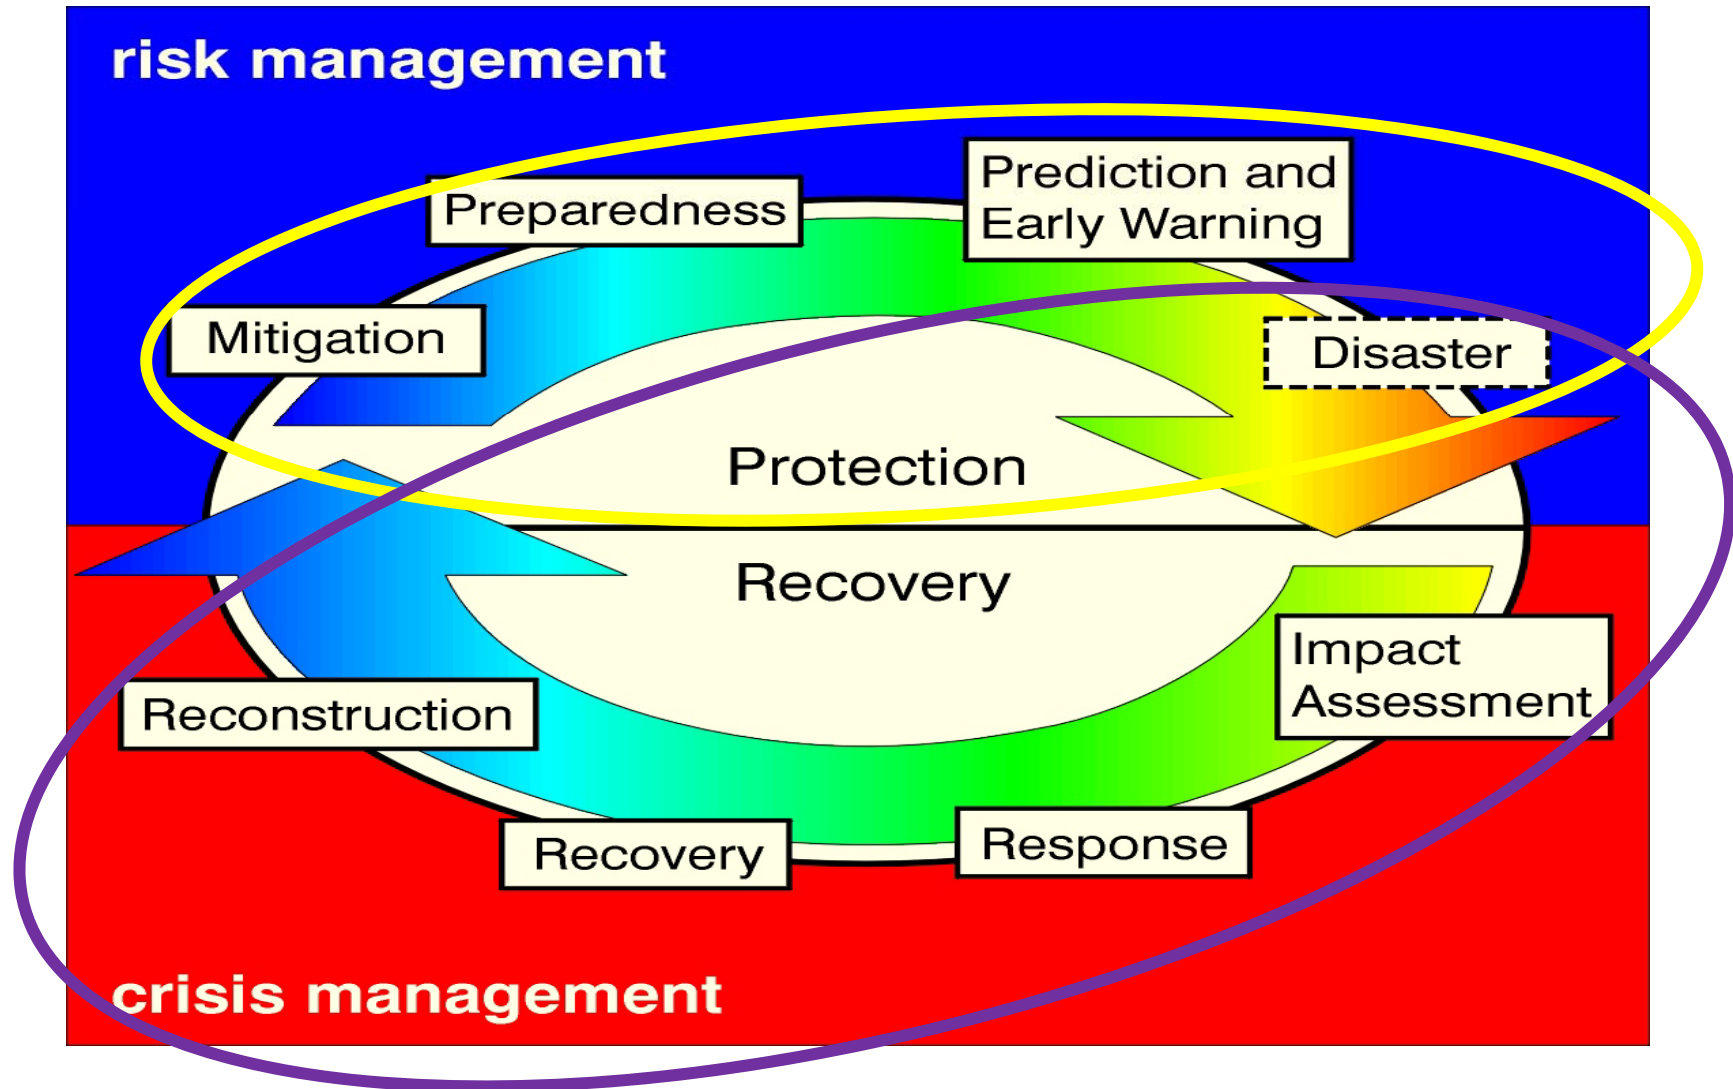 risk management
Preparedness
Prediction and
Early Warning
Mitigation
Disaster
Protection
Recovery
Impact
Assessment
Reconstruction
Recovery
Response
crisis management